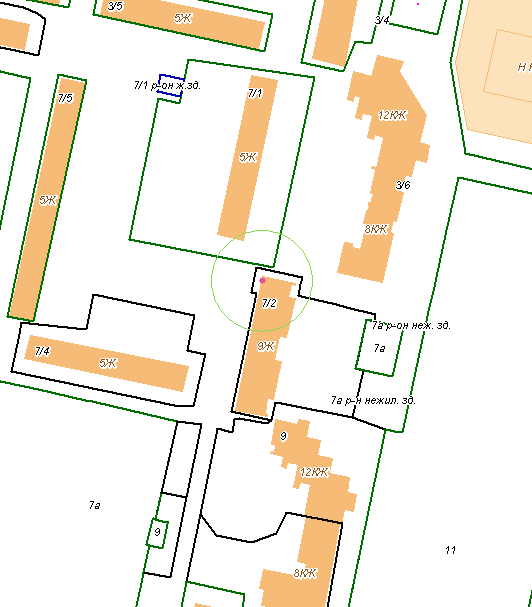 3/5
5Ж
3/4
Н
7/1 р-он ж.зд.
7/5
7/1
12КЖ
5Ж
3/6
5Ж
8КЖ
7/2
7а р-он неж. зд.
7а
9Ж
7/4
5Ж
7а р-н нежил. зд.
9
12КЖ
7а
9
11
8КЖ